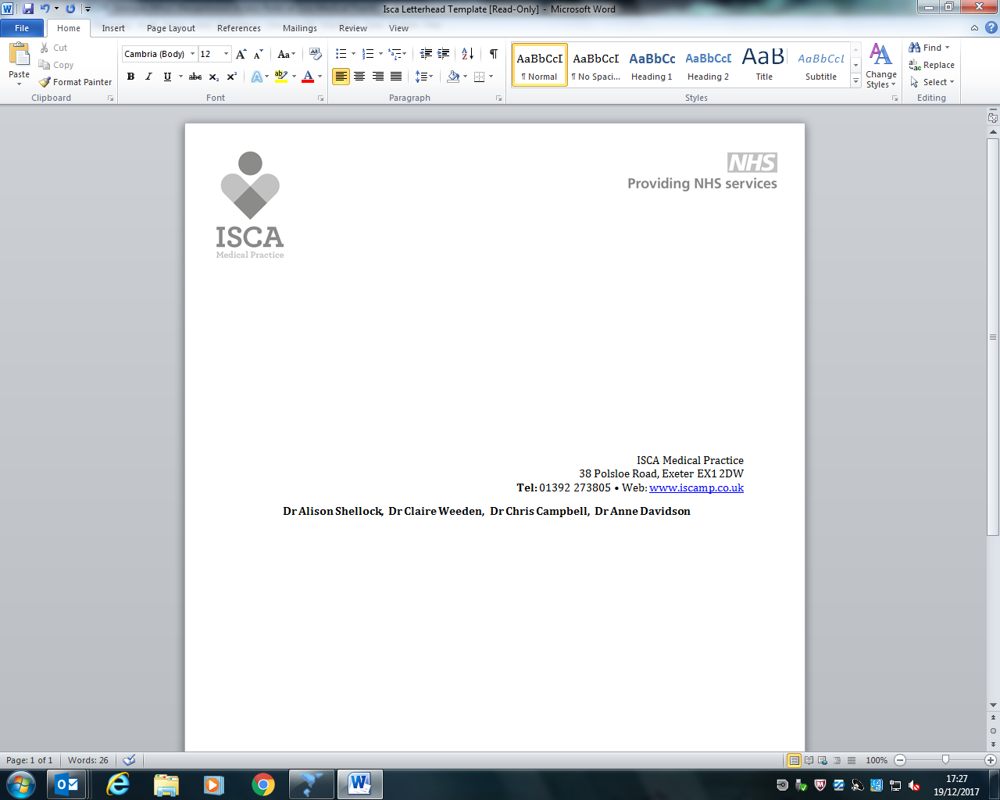 Isca Letterhead Template [Read-Only] - Microsoft Word
File Home Insert Page Layout References Mailings Review View
Paste
Cut
Copy
Format Painter
Clipboard
Cambria (Body) 12
Font
Paragraph
AaBbCcI AaBbCcI AaBbCc AaBbCcD AaB AaBbCcL
¶ Normal ¶ No Spaci... Heading 1 Heading 2 Title Subtitle
Change
Styles
Styles
Find
Replace
Select
Editing
NHS
Providing NHS services
ISCA
Medical Practice
ISCA Medical Practice
38 Polsloe Road, Exeter EX1 2DW
Tel: 01392 273805 • Web: www.iscamp.co.uk
Dr Alison Shellock, Dr Claire Weeden, Dr Chris Campbell, Dr Anne Davidson
Page: 1 of 1 Words: 26 100%
17:27
19/12/2017